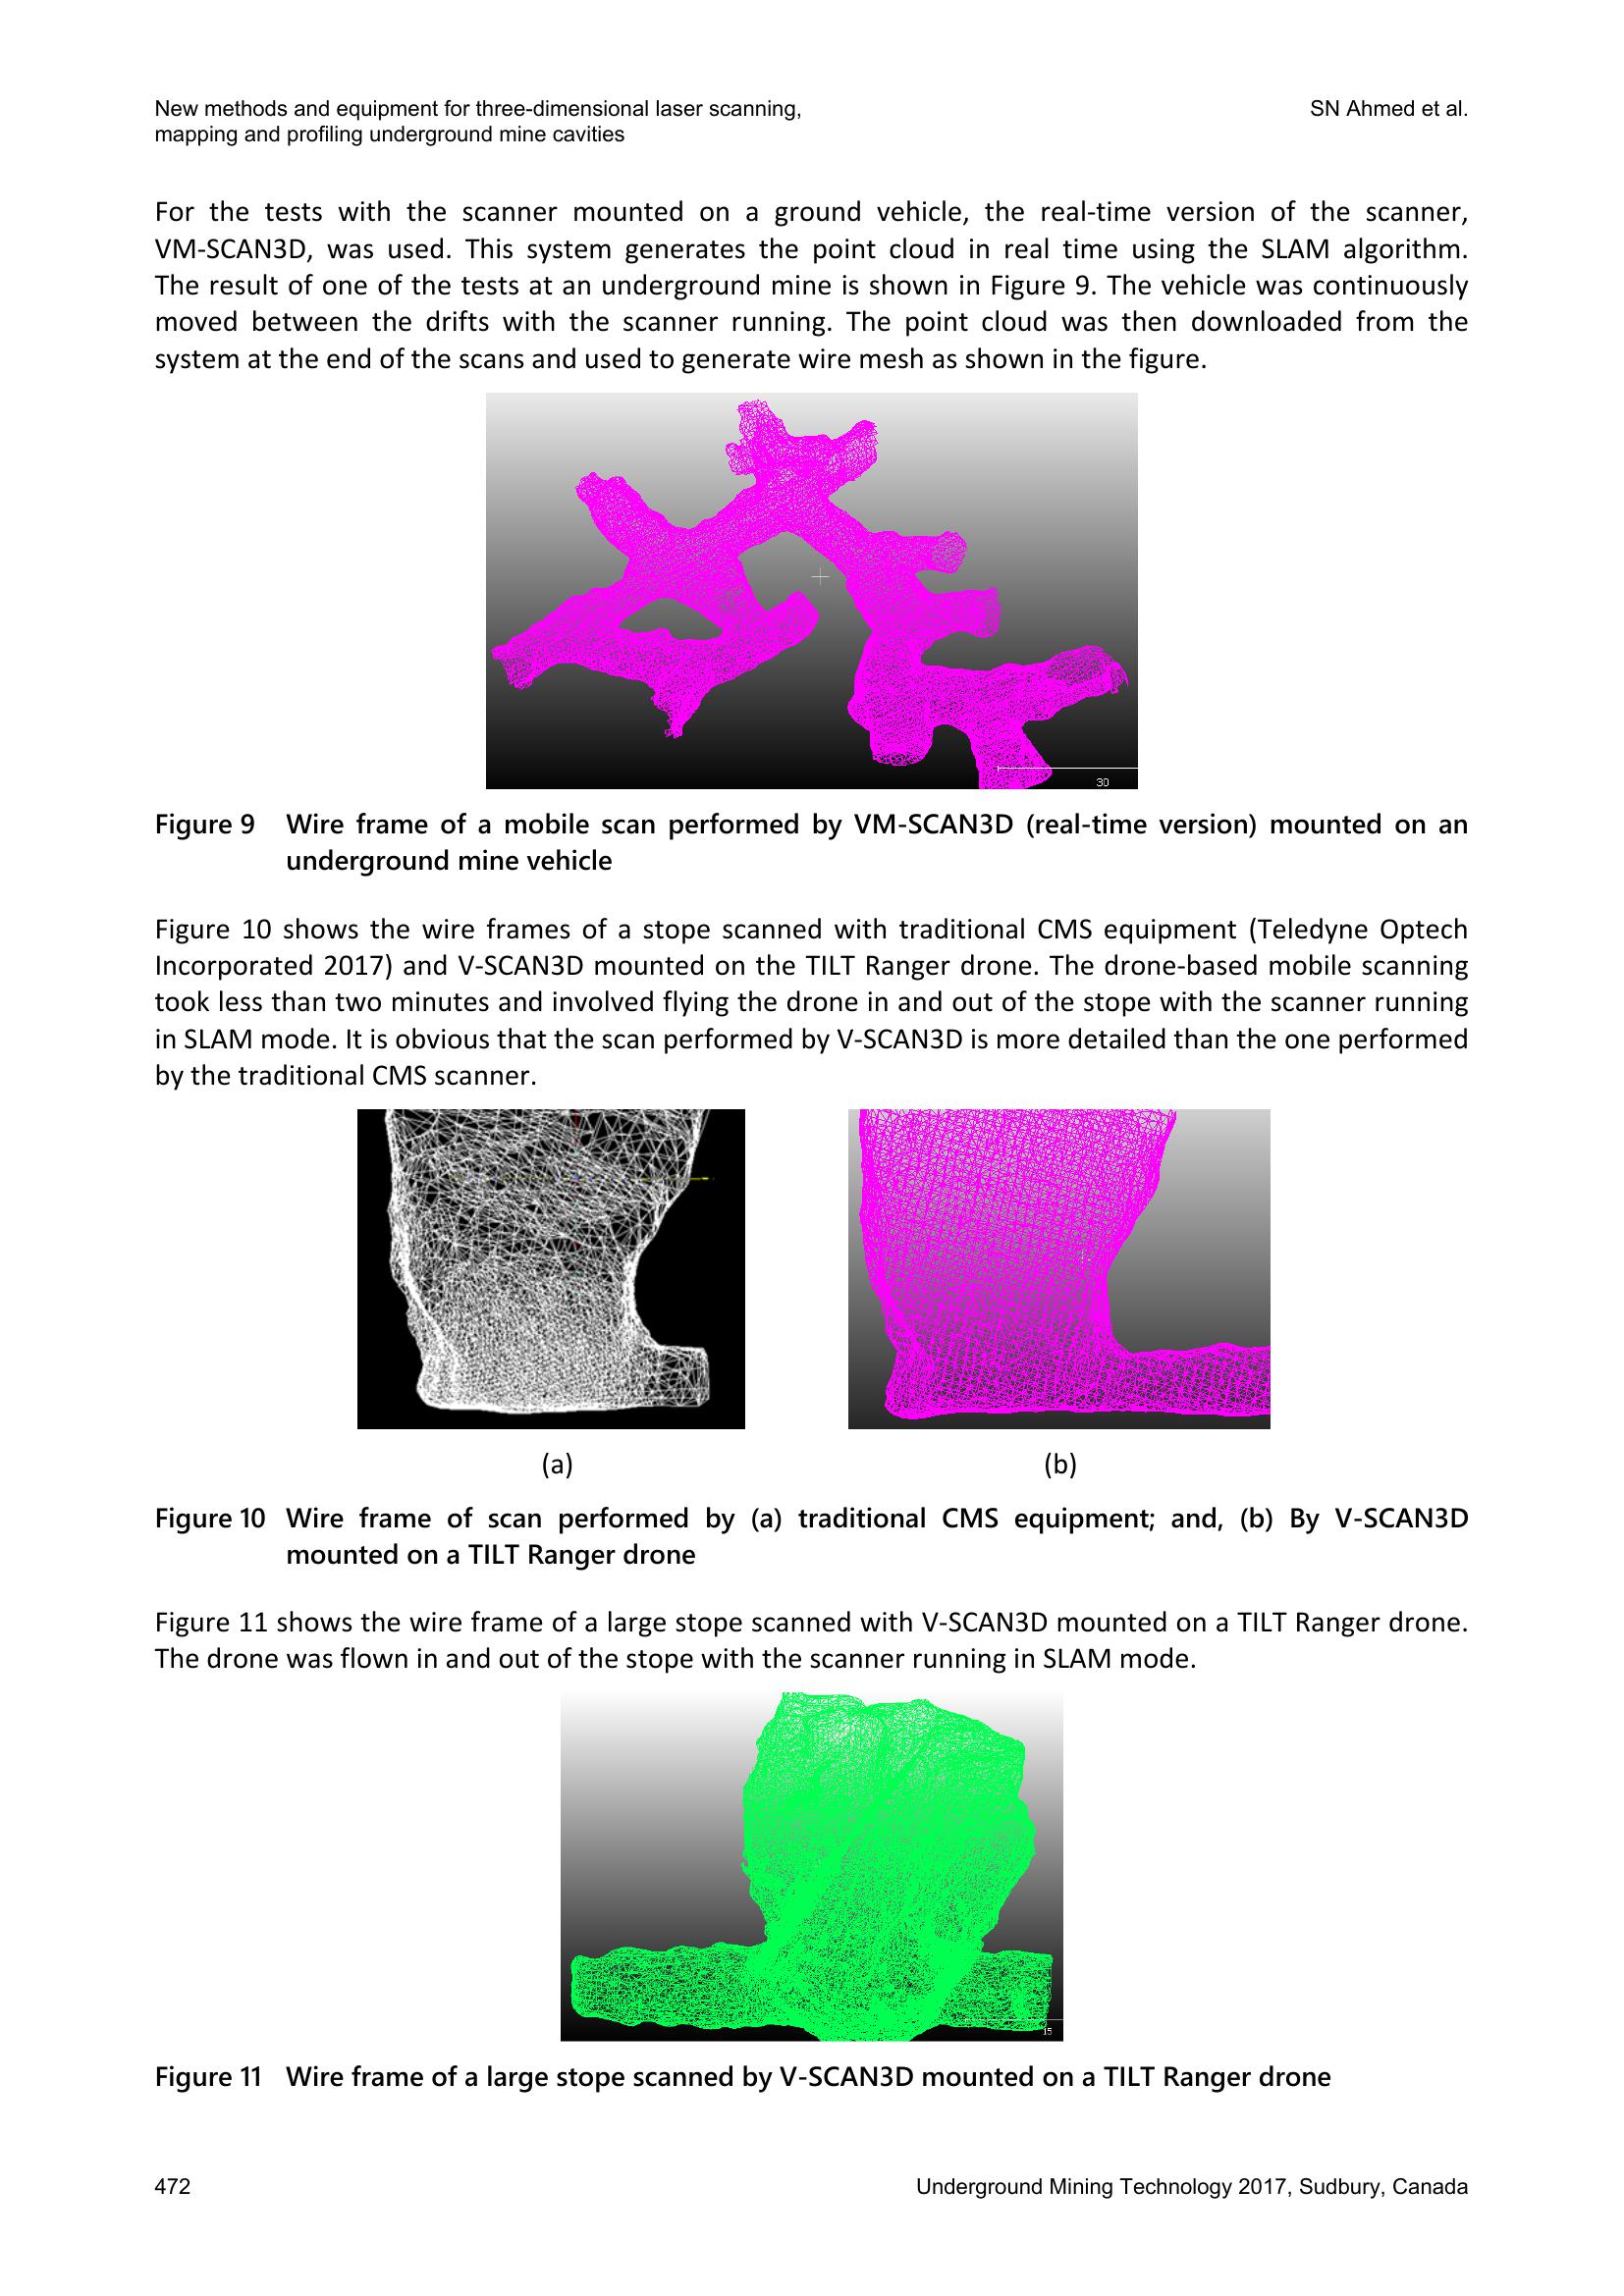 New methods and equipment for three-dimensional laser scanning,
mapping and profiling underground mine cavities
SN Ahmed et al.
For the tests with the scanner mounted on a ground vehicle, the real-time version of the scanner,
VM-SCAN3D, was used. This system generates the point cloud in real time using the SLAM algorithm.
The result of one of the tests at an underground mine is shown in Figure 9. The vehicle was continuously
moved between the drifts with the scanner running. The point cloud was then downloaded from the
system at the end of the scans and used to generate wire mesh as shown in the figure.
30
Figure 9 Wire frame of a mobile scan performed by VM-SCAN3D (real-time version) mounted on an
underground mine vehicle
Figure 10 shows the wire frames of a stope scanned with traditional CMS equipment (Teledyne Optech
Incorporated 2017) and V-SCAN3D mounted on the TILT Ranger drone. The drone-based mobile scanning
took less than two minutes and involved flying the drone in and out of the stope with the scanner running
in SLAM mode. It is obvious that the scan performed by V-SCAN3D is more detailed than the one performed
by the traditional CMS scanner.
(a) (b)
Figure 10 Wire frame of scan performed by (a) traditional CMS equipment; and, (b) By V-SCAN3D
mounted on a TILT Ranger drone
Figure 11 shows the wire frame of a large stope scanned with V-SCAN3D mounted on a TILT Ranger drone.
The drone was flown in and out of the stope with the scanner running in SLAM mode.
15
Figure 11 Wire frame of a large stope scanned by V-SCAN3D mounted on a TILT Ranger drone
472
Underground Mining Technology 2017, Sudbury, Canada